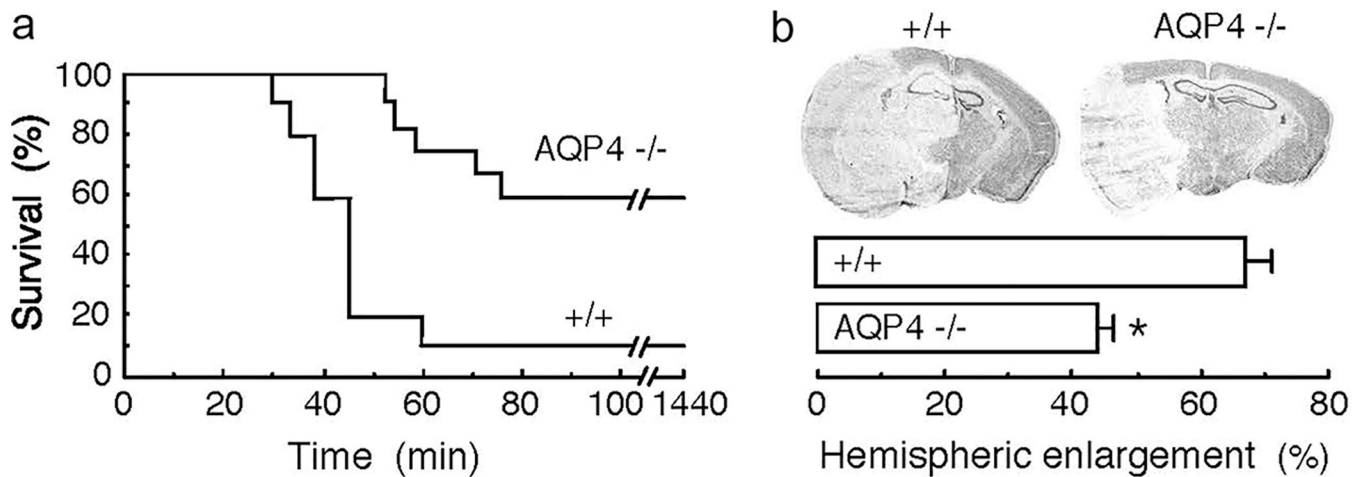 a
Survival (%)
100
80
60
40
20
0
AQP4 -/-
+/+
0 20 40 60 80 100 1440
Time (min)
b
+/+ AQP4 -/-
+/+
AQP4 -/- *
0 20 40 60 80
Hemispheric enlargement (%)